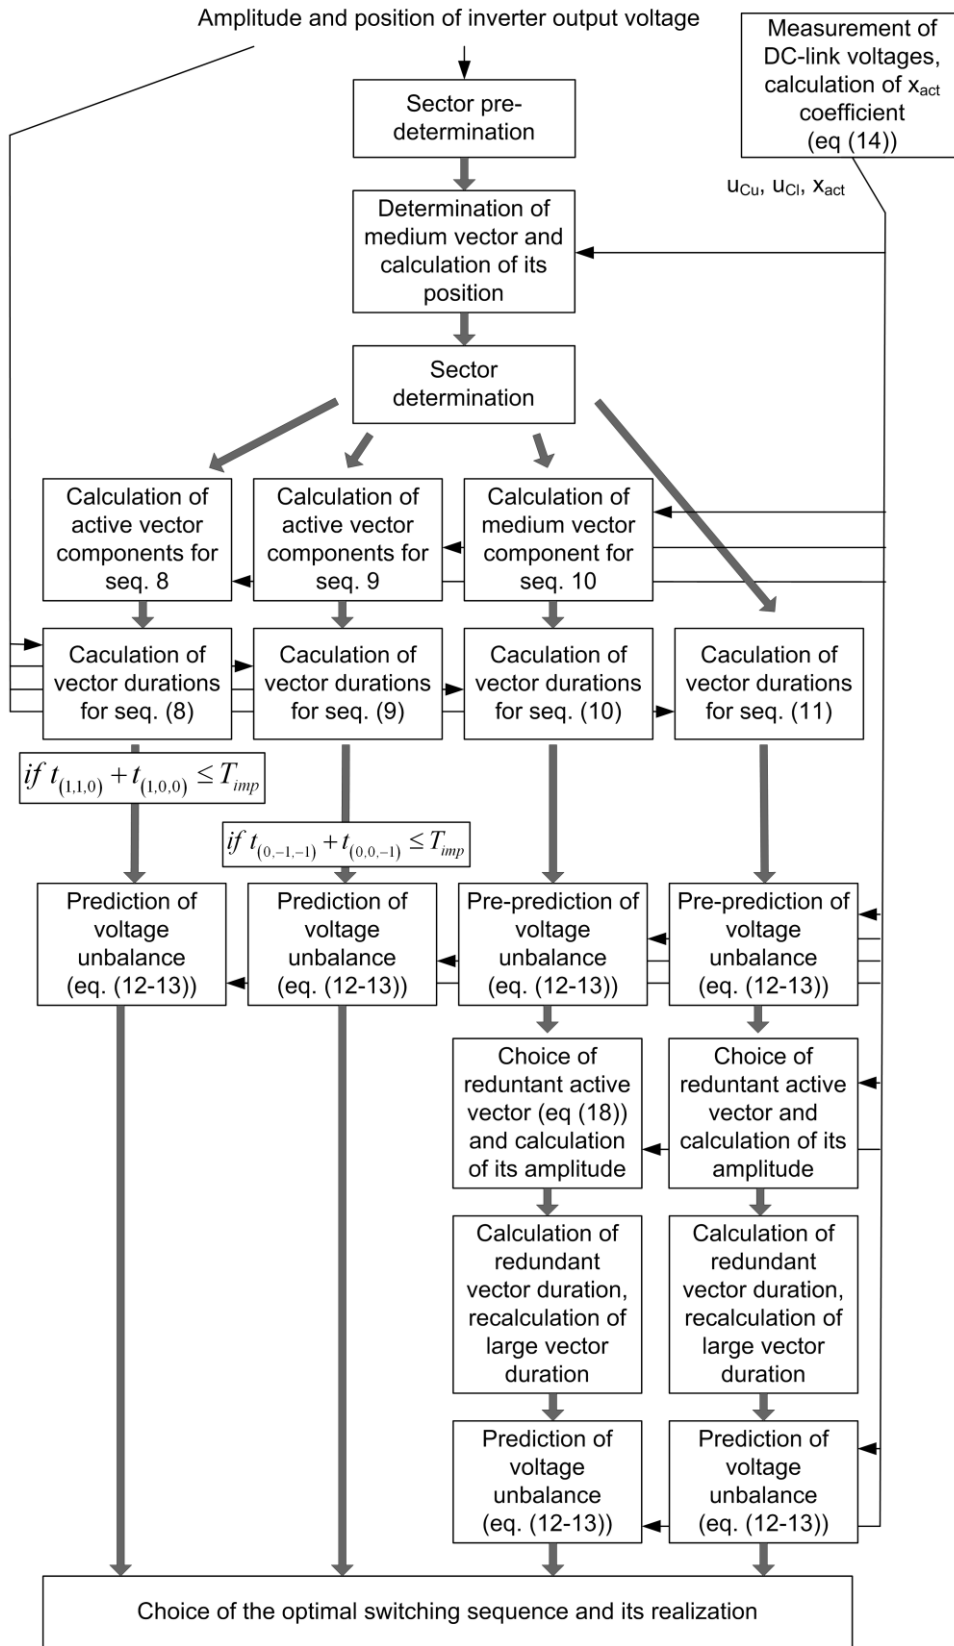 Amplitude and position of inverter output voltage
Measurement of
DC-link voltages,
calculation of x_act
coefficient
(eq (14))
Sector pre-
determination
u_Cu, u_Cl, x_act
Determination of
medium vector and
calculation of its
position
Sector
determination
Calculation of
active vector
components for
seq. 8
Calculation of
active vector
components for
seq. 9
Calculation of
medium vector
component for
seq. 10
Caculation of
vector durations
for seq. (8)
Caculation of
vector durations
for seq. (9)
Caculation of
vector durations
for seq. (10)
Caculation of
vector durations
for seq. (11)
if t_(1,1,0) + t_(1,0,0) ≤ T_imp
if t_(0,-1,-1) + t_(0,0,-1) ≤ T_imp
Prediction of
voltage
unbalance
(eq. (12-13))
Prediction of
voltage
unbalance
(eq. (12-13))
Pre-prediction of
voltage
unbalance
(eq. (12-13))
Pre-prediction of
voltage
unbalance
(eq. (12-13))
Choice of
reduntant active
vector (eq (18))
and calculation
of its amplitude
Choice of
reduntant active
vector and
calculation of its
amplitude
Calculation of
redundant
vector duration,
recalculation of
large vector
duration
Calculation of
redundant
vector duration,
recalculation of
large vector
duration
Prediction of
voltage
unbalance
(eq. (12-13))
Prediction of
voltage
unbalance
(eq. (12-13))
Choice of the optimal switching sequence and its realization